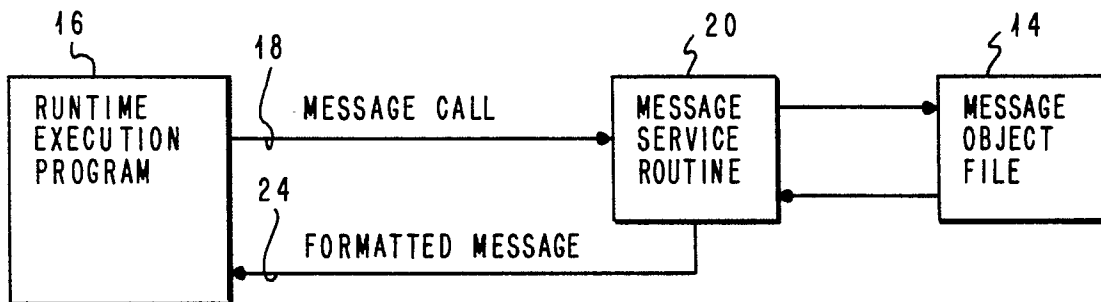 16
18
20
14
RUNTIME
EXECUTION
PROGRAM
MESSAGE CALL
MESSAGE
SERVICE
ROUTINE
MESSAGE
OBJECT
FILE
24
FORMATTED MESSAGE